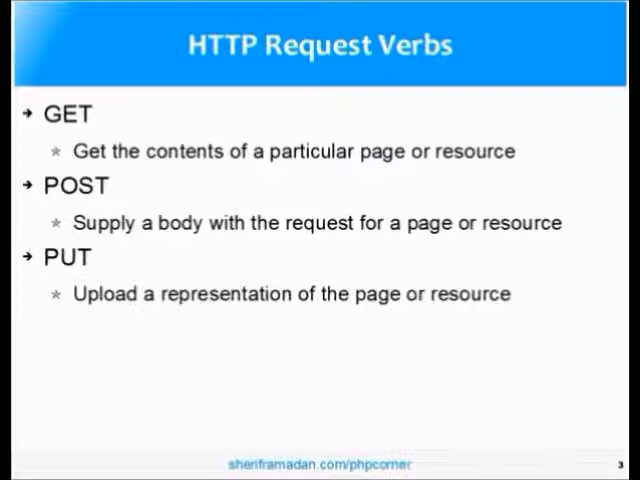 HTTP Request Verbs
GET
Get the contents of a particular page or resource
POST
Supply a body with the request for a page or resource
PUT
Upload a representation of the page or resource
sheriframadan.com/phpcorner
3